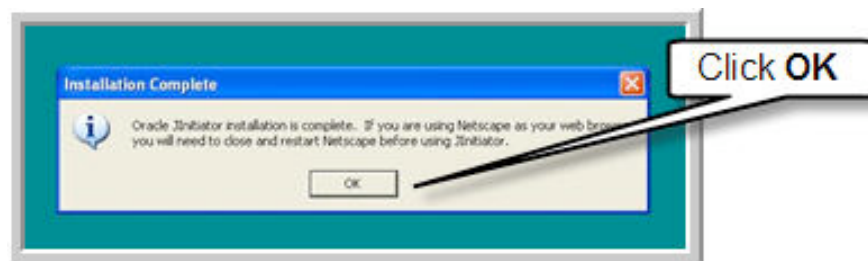 Installation Complete
Click OK
Oracle JInitiator installation is complete. If you are using Netscape as your web
you will need to close and restart Netscape before using JInitiator.
OK